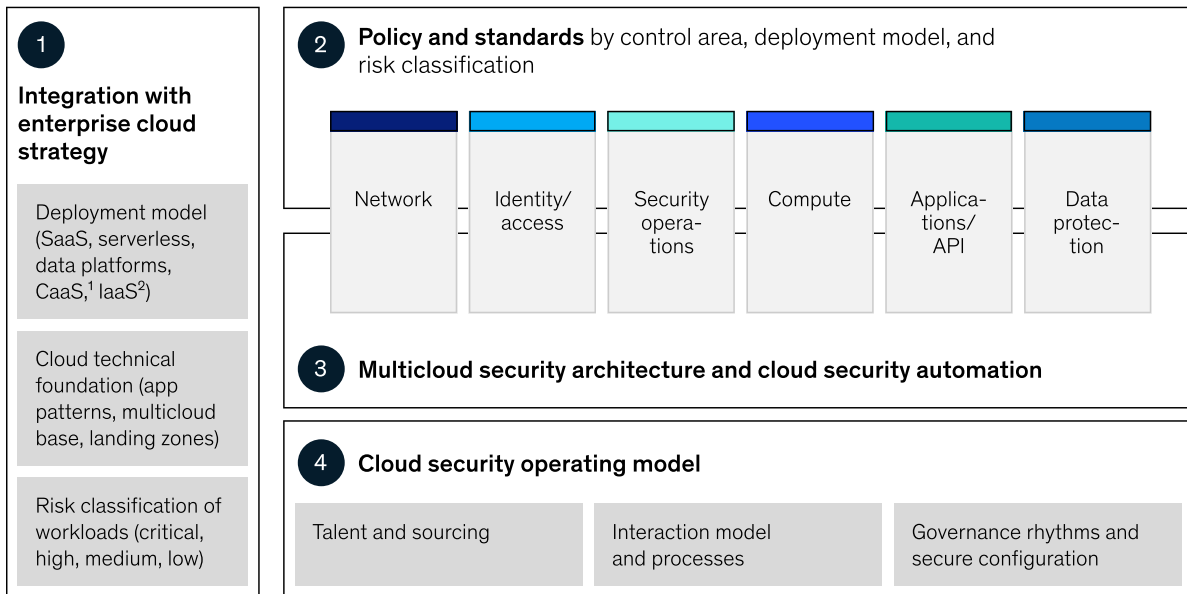 1
Integration with
enterprise cloud
strategy
Deployment model
(SaaS, serverless,
data platforms,
CaaS,¹ IaaS²)
Cloud technical
foundation (app
patterns, multicloud
base, landing zones)
Risk classification of
workloads (critical,
high, medium, low)
2
Policy and standards by control area, deployment model, and
risk classification
Network
Identity/
access
Security
opera-
tions
Compute
Applica-
tions/
API
Data
protec-
tion
3
Multicloud security architecture and cloud security automation
4
Cloud security operating model
Talent and sourcing
Interaction model
and processes
Governance rhythms and
secure configuration